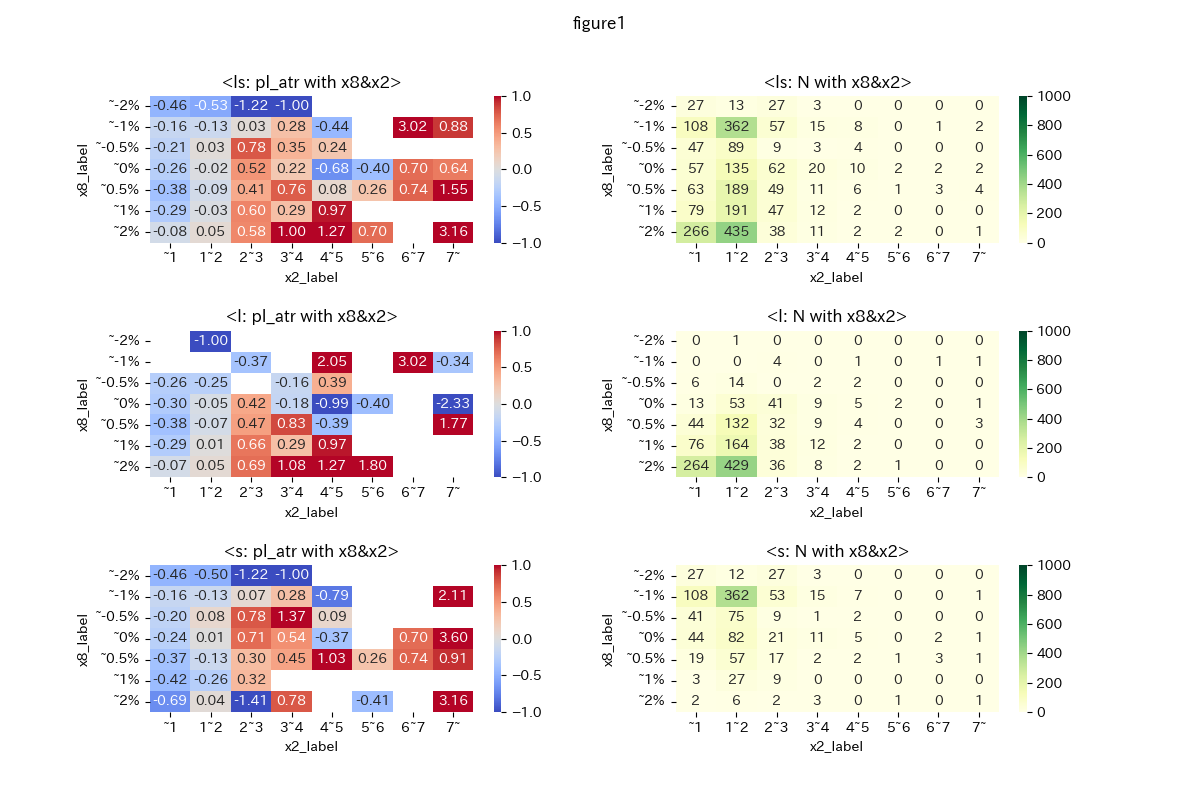 figure1
<ls: pl_atr with x8&x2>
x8_label
~-2% -0.46 -0.53 -1.22 -1.00
~-1% -0.16 -0.13 0.03 0.28 -0.44 3.02 0.88
~-0.5% -0.21 0.03 0.78 0.35 0.24
~0% -0.26 -0.02 0.52 0.22 -0.68 -0.40 0.70 0.64
~0.5% -0.38 -0.09 0.41 0.76 0.08 0.26 0.74 1.55
~1% -0.29 -0.03 0.60 0.29 0.97
~2% -0.08 0.05 0.58 1.00 1.27 0.70 3.16
~1 1~2 2~3 3~4 4~5 5~6 6~7 7~
x2_label
1.0
0.5
0.0
−0.5
−1.0
<ls: N with x8&x2>
x8_label
~-2% 27 13 27 3 0 0 0 0
~-1% 108 362 57 15 8 0 1 2
~-0.5% 47 89 9 3 4 0 0 0
~0% 57 135 62 20 10 2 2 2
~0.5% 63 189 49 11 6 1 3 4
~1% 79 191 47 12 2 0 0 0
~2% 266 435 38 11 2 2 0 1
~1 1~2 2~3 3~4 4~5 5~6 6~7 7~
x2_label
1000
800
600
400
200
0
<l: pl_atr with x8&x2>
x8_label
~-2% -1.00
~-1% -0.37 2.05 3.02 -0.34
~-0.5% -0.26 -0.25 -0.16 0.39
~0% -0.30 -0.05 0.42 -0.18 -0.99 -0.40 -2.33
~0.5% -0.38 -0.07 0.47 0.83 -0.39 1.77
~1% -0.29 0.01 0.66 0.29 0.97
~2% -0.07 0.05 0.69 1.08 1.27 1.80
~1 1~2 2~3 3~4 4~5 5~6 6~7 7~
x2_label
1.0
0.5
0.0
−0.5
−1.0
<l: N with x8&x2>
x8_label
~-2% 0 1 0 0 0 0 0 0
~-1% 0 0 4 0 1 0 1 1
~-0.5% 6 14 0 2 2 0 0 0
~0% 13 53 41 9 5 2 0 1
~0.5% 44 132 32 9 4 0 0 3
~1% 76 164 38 12 2 0 0 0
~2% 264 429 36 8 2 1 0 0
~1 1~2 2~3 3~4 4~5 5~6 6~7 7~
x2_label
1000
800
600
400
200
0
<s: pl_atr with x8&x2>
x8_label
~-2% -0.46 -0.50 -1.22 -1.00
~-1% -0.16 -0.13 0.07 0.28 -0.79 2.11
~-0.5% -0.20 0.08 0.78 1.37 0.09
~0% -0.24 0.01 0.71 0.54 -0.37 0.70 3.60
~0.5% -0.37 -0.13 0.30 0.45 1.03 0.26 0.74 0.91
~1% -0.42 -0.26 0.32
~2% -0.69 0.04 -1.41 0.78 -0.41 3.16
~1 1~2 2~3 3~4 4~5 5~6 6~7 7~
x2_label
1.0
0.5
0.0
−0.5
−1.0
<s: N with x8&x2>
x8_label
~-2% 27 12 27 3 0 0 0 0
~-1% 108 362 53 15 7 0 0 1
~-0.5% 41 75 9 1 2 0 0 0
~0% 44 82 21 11 5 0 2 1
~0.5% 19 57 17 2 2 1 3 1
~1% 3 27 9 0 0 0 0 0
~2% 2 6 2 3 0 1 0 1
~1 1~2 2~3 3~4 4~5 5~6 6~7 7~
x2_label
1000
800
600
400
200
0